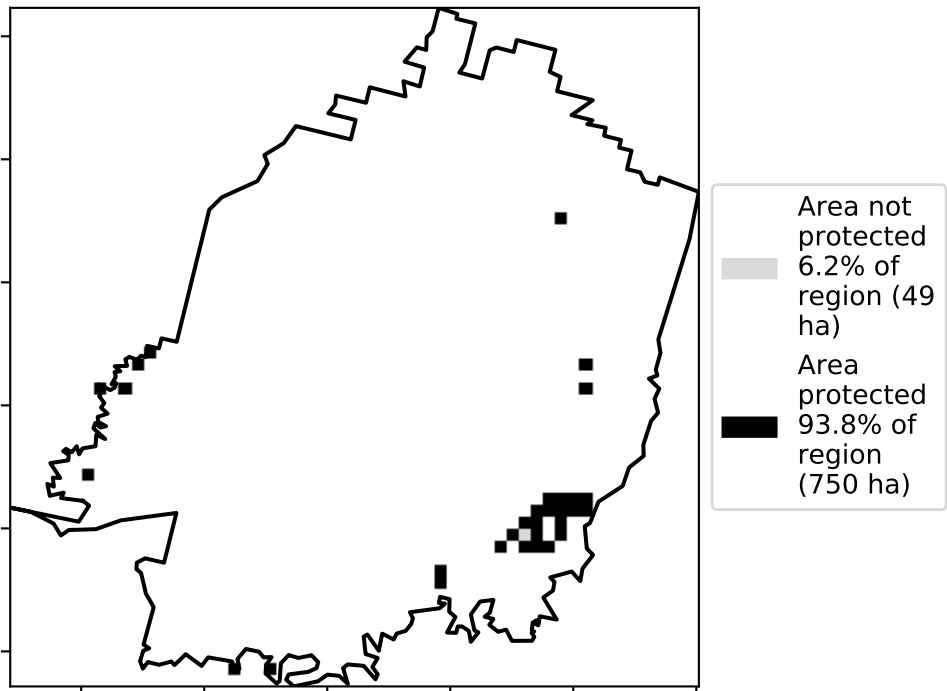 Area not
protected
6.2% of
region (49
ha)
Area
protected
93.8% of
region
(750 ha)